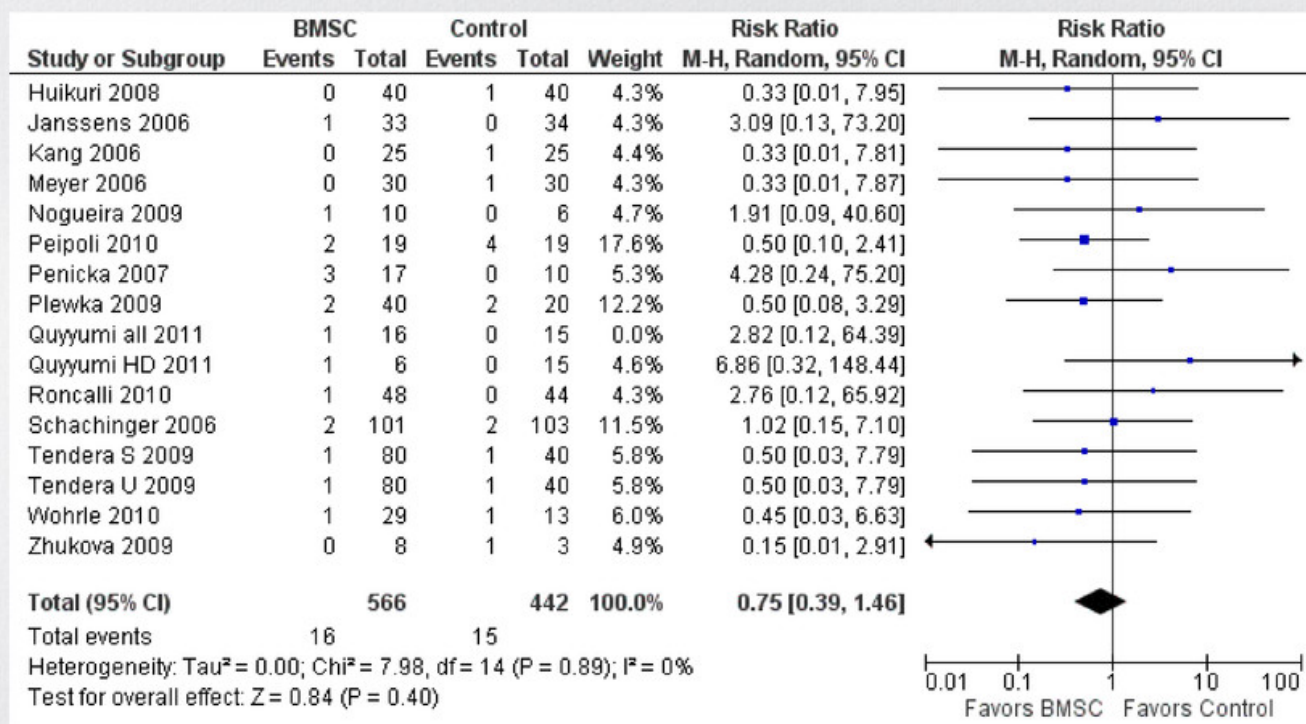 BMSC Control Risk Ratio Risk Ratio
Study or Subgroup Events Total Events Total Weight M-H, Random, 95% CI M-H, Random, 95% CI
Huikuri 2008 0 40 1 40 4.3% 0.33 [0.01, 7.95]
Janssens 2006 1 33 0 34 4.3% 3.09 [0.13, 73.20]
Kang 2006 0 25 1 25 4.4% 0.33 [0.01, 7.81]
Meyer 2006 0 30 1 30 4.3% 0.33 [0.01, 7.87]
Nogueira 2009 1 10 0 6 4.7% 1.91 [0.09, 40.60]
Peipoli 2010 2 19 4 19 17.6% 0.50 [0.10, 2.41]
Penicka 2007 3 17 0 10 5.3% 4.28 [0.24, 75.20]
Plewka 2009 2 40 2 20 12.2% 0.50 [0.08, 3.29]
Quyyumi all 2011 1 16 0 15 0.0% 2.82 [0.12, 64.39]
Quyyumi HD 2011 1 6 0 15 4.6% 6.86 [0.32, 148.44]
Roncalli 2010 1 48 0 44 4.3% 2.76 [0.12, 65.92]
Schachinger 2006 2 101 2 103 11.5% 1.02 [0.15, 7.10]
Tendera S 2009 1 80 1 40 5.8% 0.50 [0.03, 7.79]
Tendera U 2009 1 80 1 40 5.8% 0.50 [0.03, 7.79]
Wohrle 2010 1 29 1 13 6.0% 0.45 [0.03, 6.63]
Zhukova 2009 0 8 1 3 4.9% 0.15 [0.01, 2.91]
Total (95% CI) 566 442 100.0% 0.75 [0.39, 1.46]
Total events 16 15
Heterogeneity: Tau² = 0.00; Chi² = 7.98, df = 14 (P = 0.89); I² = 0%
Test for overall effect: Z = 0.84 (P = 0.40)
0.01 0.1 1 10 100
Favors BMSC Favors Control